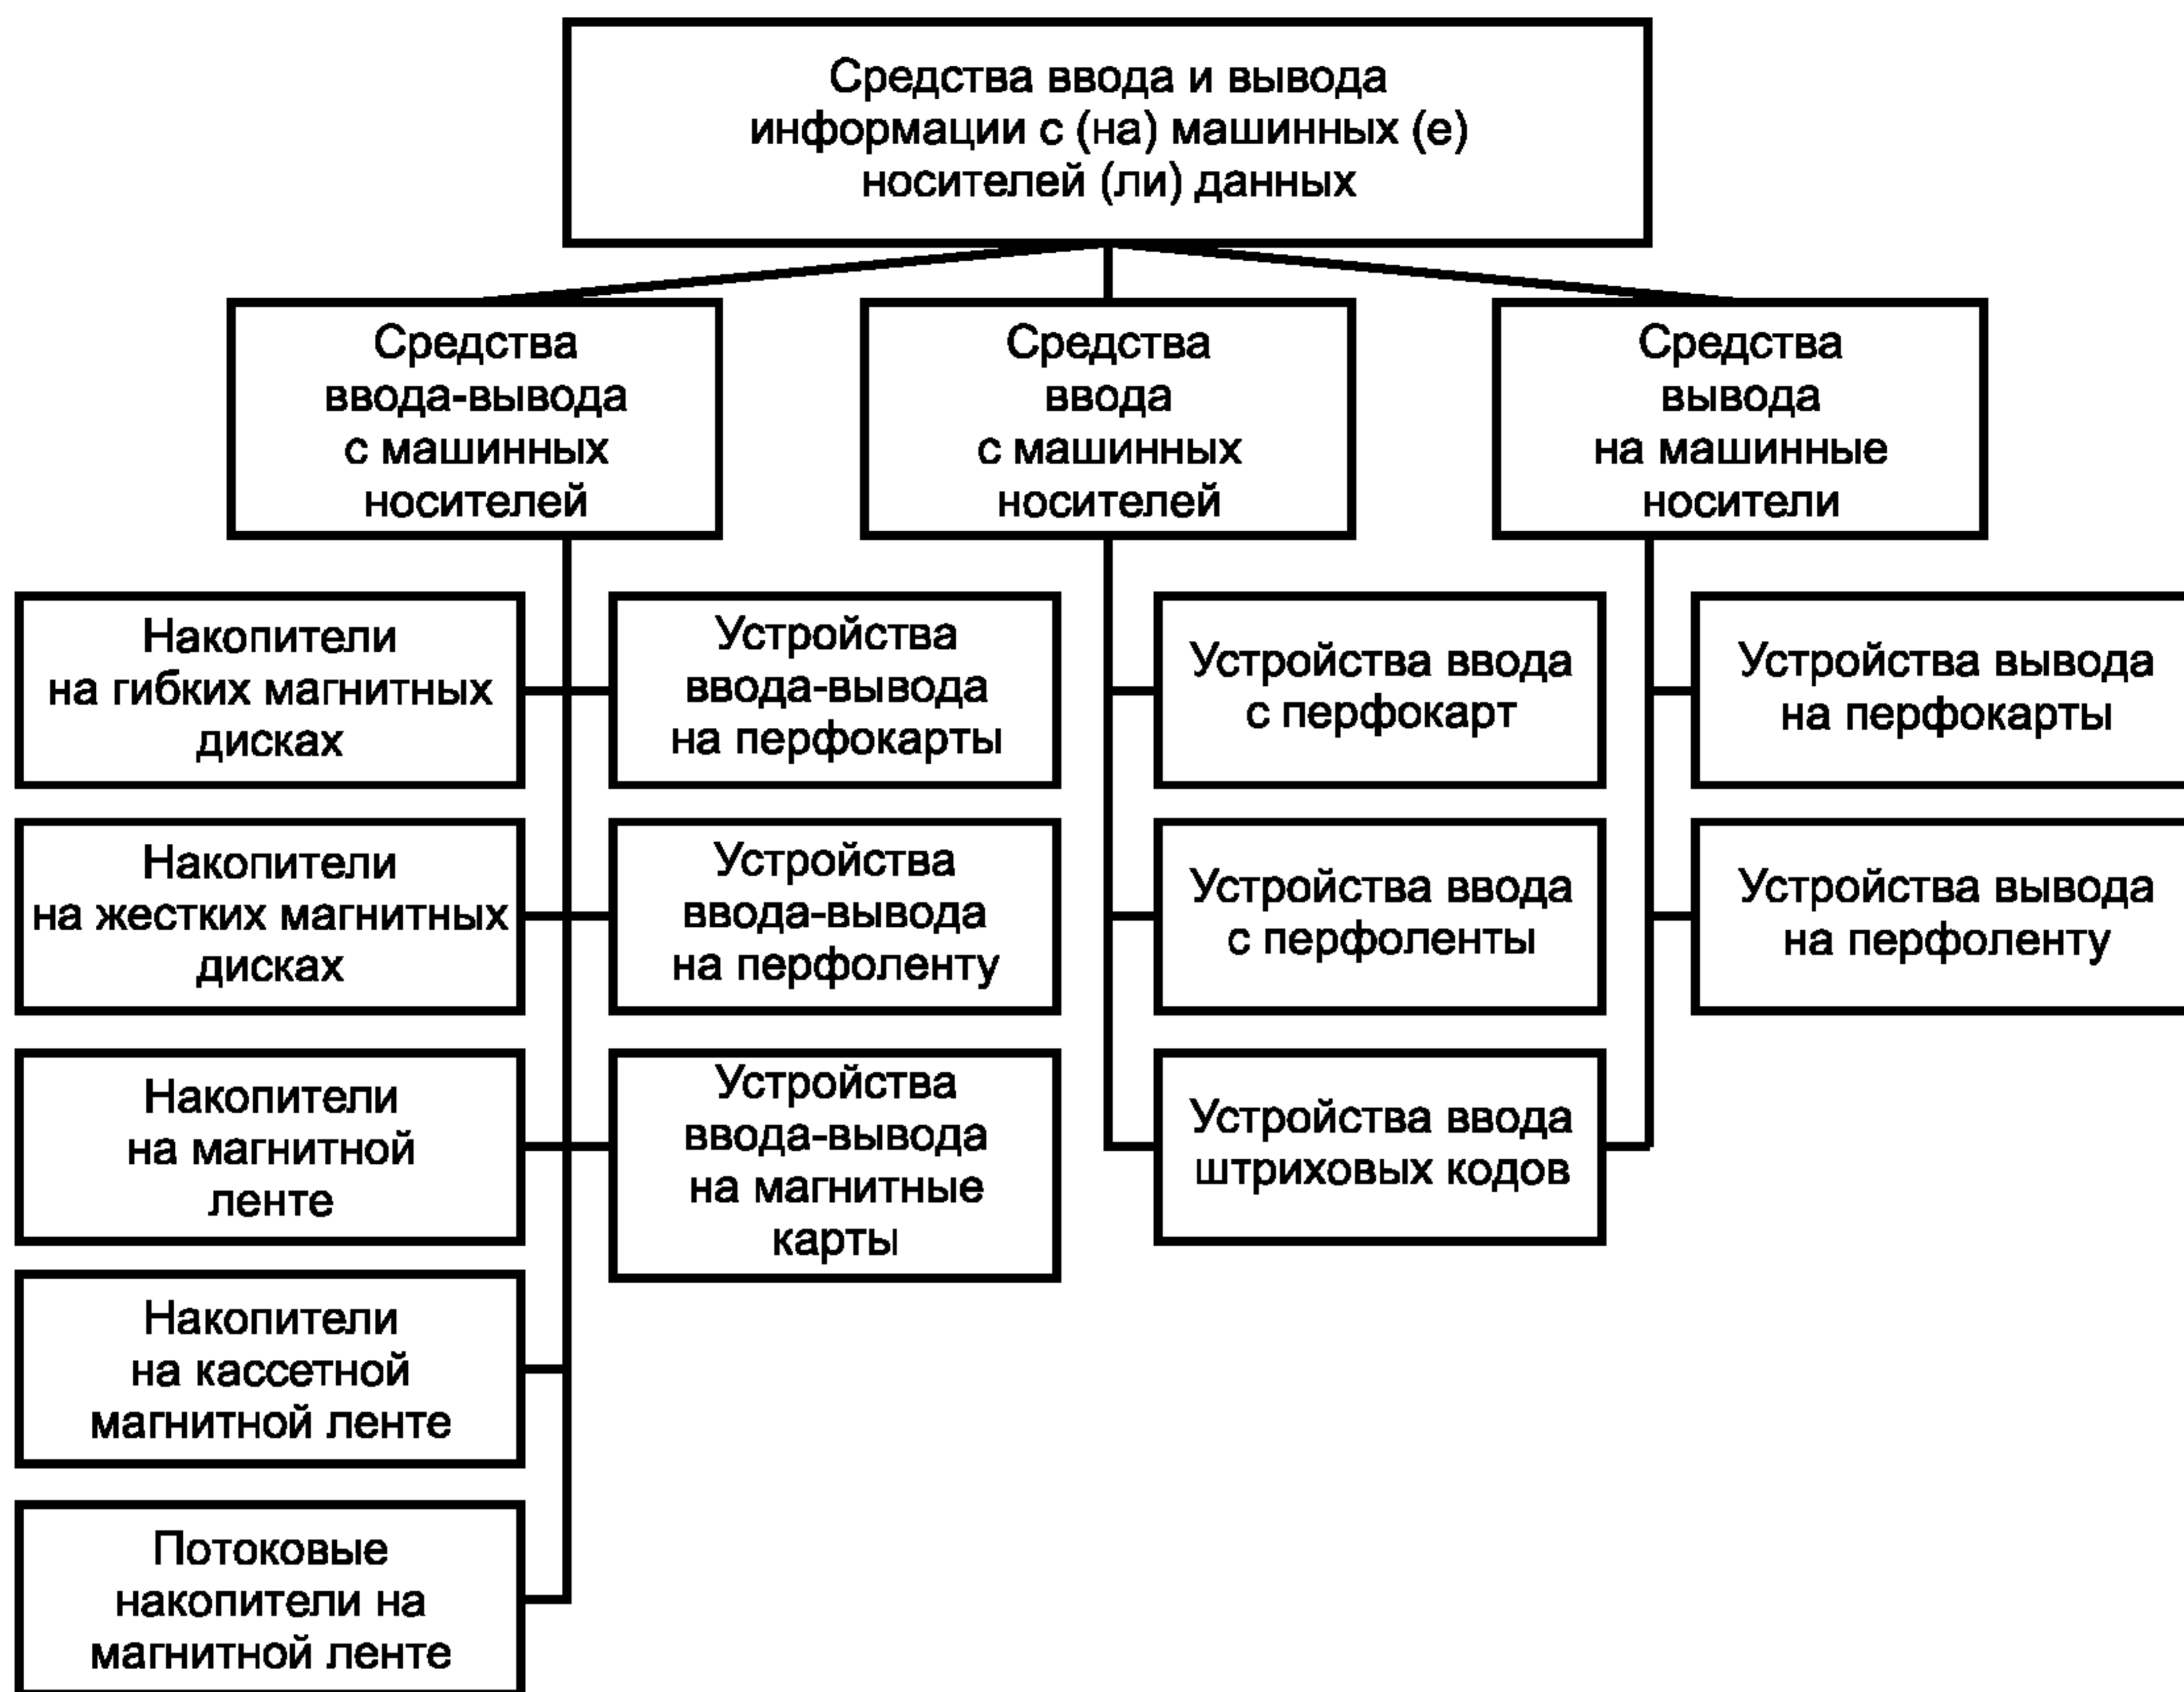 Средства ввода и вывода
информации с (на) машинных (е)
носителей (ли) данных
Средства
ввода-вывода
с машинных
носителей
Средства
ввода
с машинных
носителей
Средства
вывода
на машинные
носители
Накопители
на гибких магнитных
дисках
Устройства
ввода-вывода
на перфокарты
Устройства ввода
с перфокарт
Устройства вывода
на перфокарты
Накопители
на жестких магнитных
дисках
Устройства
ввода-вывода
на перфоленту
Устройства ввода
с перфоленты
Устройства вывода
на перфоленту
Накопители
на магнитной
ленте
Устройства
ввода-вывода
на магнитные
карты
Устройства ввода
штриховых кодов
Накопители
на кассетной
магнитной ленте
Потоковые
накопители на
магнитной ленте